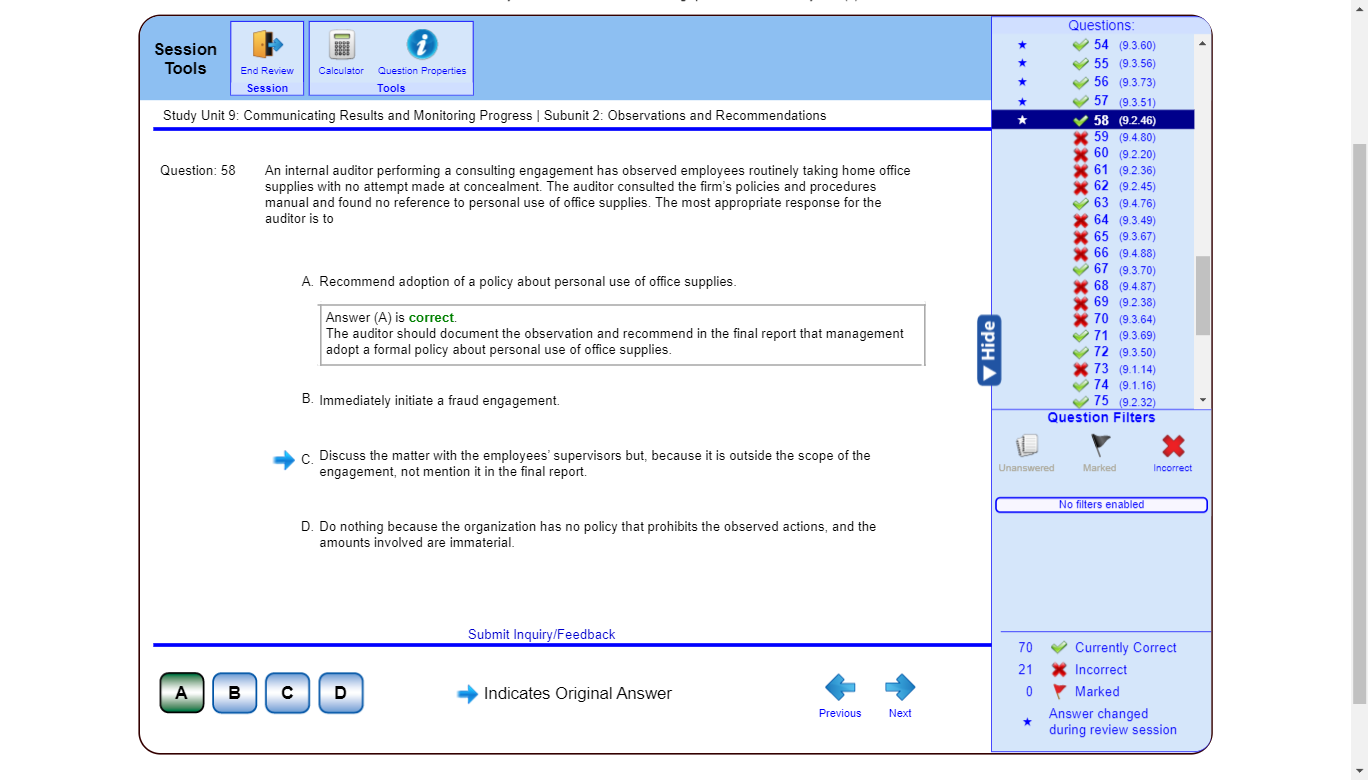 Session
Tools
End Review
Session
Calculator
Question Properties
Tools
Study Unit 9: Communicating Results and Monitoring Progress | Subunit 2: Observations and Recommendations
Question: 58
An internal auditor performing a consulting engagement has observed employees routinely taking home office
supplies with no attempt made at concealment. The auditor consulted the firm's policies and procedures
manual and found no reference to personal use of office supplies. The most appropriate response for the
auditor is to
A. Recommend adoption of a policy about personal use of office supplies.
Answer (A) is correct.
The auditor should document the observation and recommend in the final report that management
adopt a formal policy about personal use of office supplies.
B. Immediately initiate a fraud engagement.
C. Discuss the matter with the employees' supervisors but, because it is outside the scope of the
engagement, not mention it in the final report.
D. Do nothing because the organization has no policy that prohibits the observed actions, and the
amounts involved are immaterial.
Submit Inquiry/Feedback
A B C D
Indicates Original Answer
Previous
Next
Hide
Questions:
54 (9.3.60)
55 (9.3.56)
56 (9.3.73)
57 (9.3.51)
58 (9.2.46)
59 (9.4.80)
60 (9.2.20)
61 (9.2.36)
62 (9.2.45)
63 (9.4.76)
64 (9.3.49)
65 (9.3.67)
66 (9.4.88)
67 (9.3.70)
68 (9.4.87)
69 (9.2.38)
70 (9.3.64)
71 (9.3.69)
72 (9.3.50)
73 (9.1.14)
74 (9.1.16)
75 (9.2.32)
Question Filters
Unanswered
Marked
Incorrect
No filters enabled
70 Currently Correct
21 Incorrect
0 Marked
Answer changed
during review session